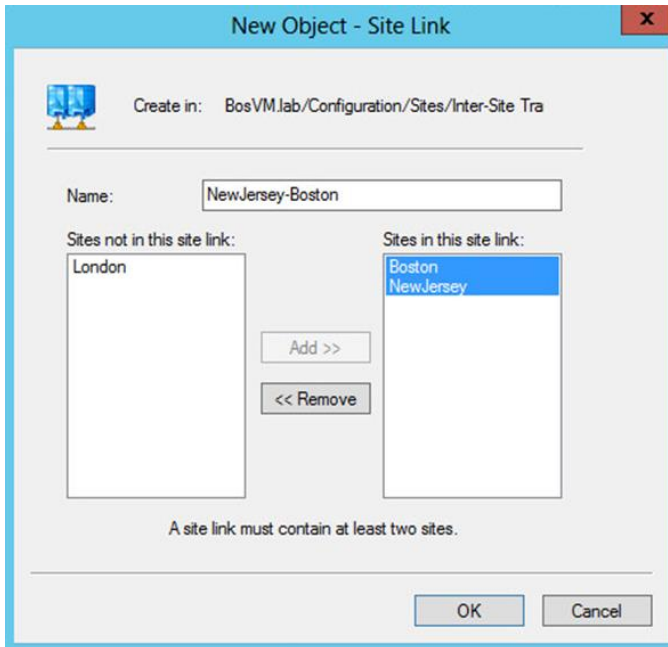 New Object - Site Link
x
Create in: BosVM.lab/Configuration/Sites/Inter-Site Tra
Name: NewJersey-Boston
Sites not in this site link: Sites in this site link:
London Boston
NewJersey
Add >>
<< Remove
A site link must contain at least two sites.
OK Cancel